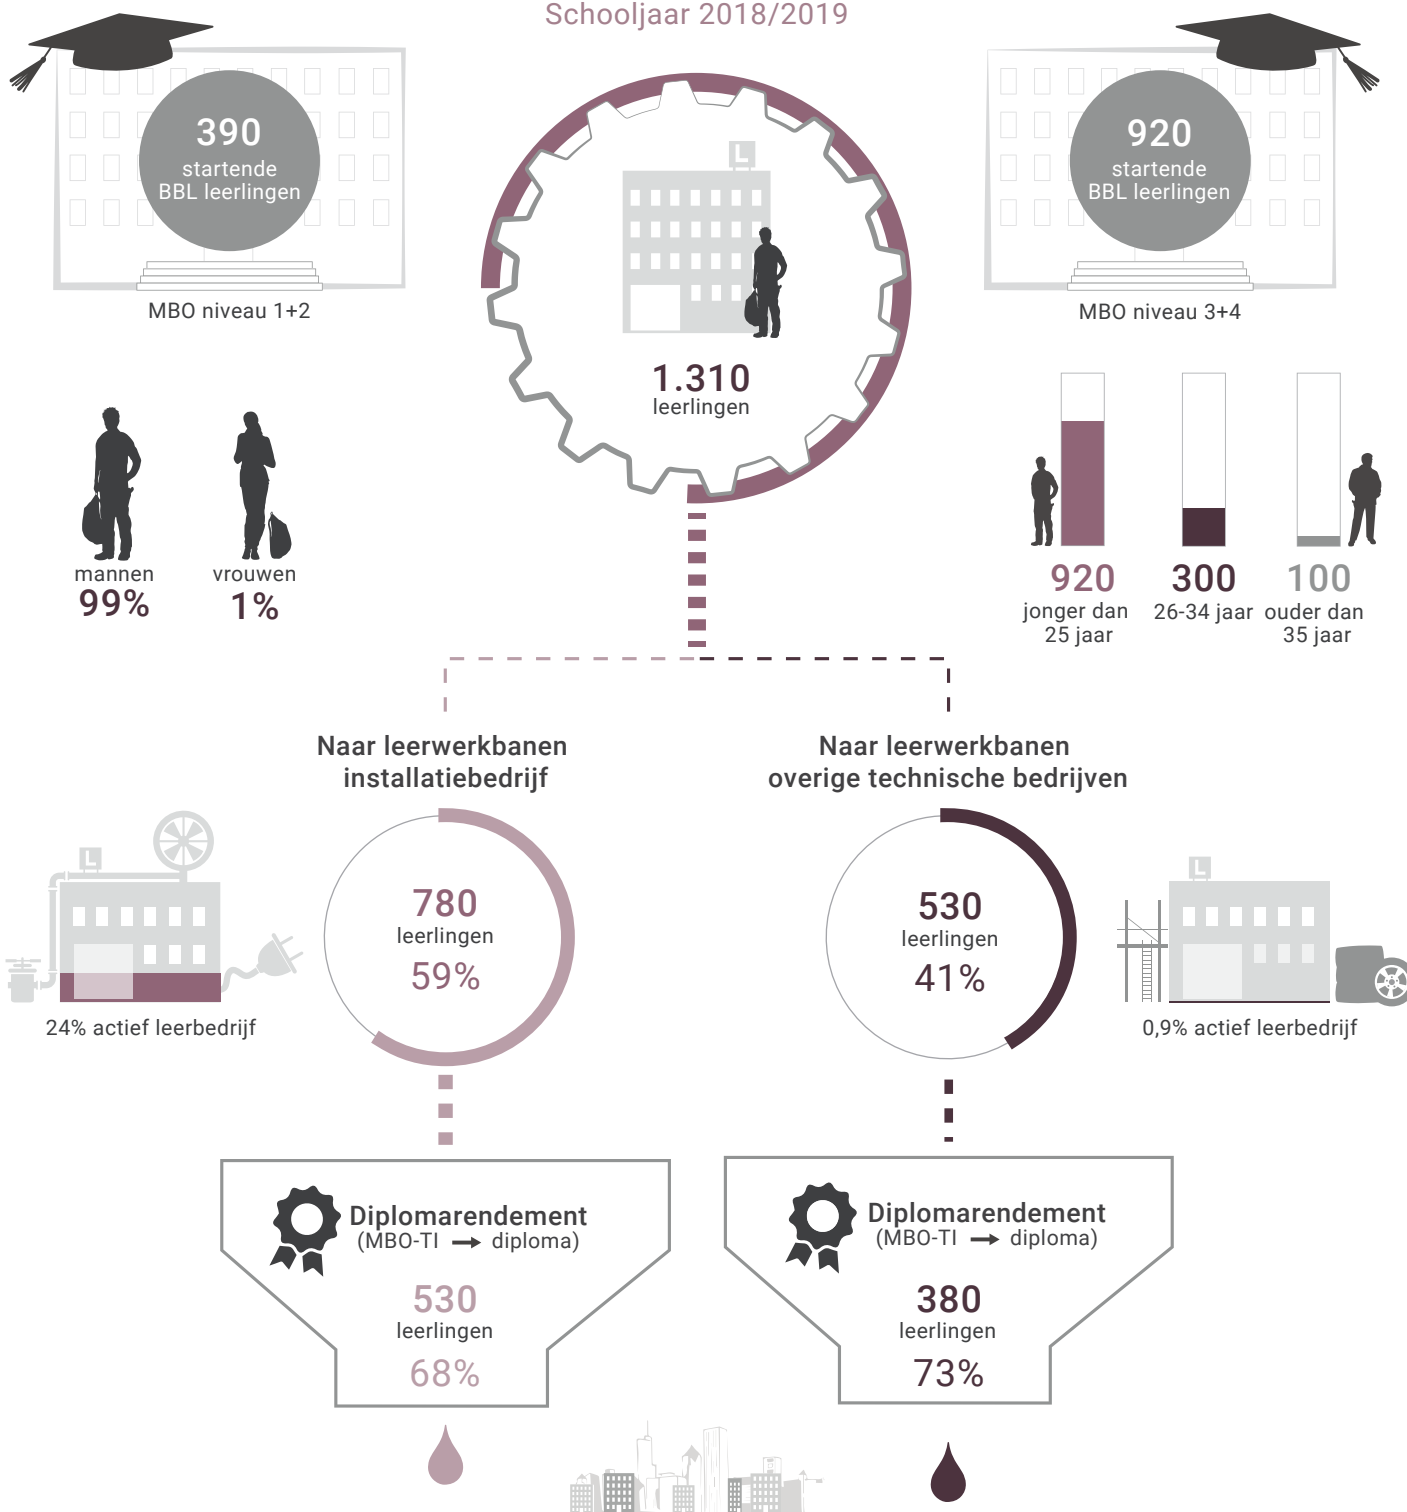 Schooljaar 2018/2019
390
startende
BBL leerlingen
MBO niveau 1+2
L
1.310
leerlingen
920
startende
BBL leerlingen
MBO niveau 3+4
mannen
99%
vrouwen
1%
920
jonger dan
25 jaar
300
26-34 jaar
100
ouder dan
35 jaar
Naar leerwerkbanen
installatiebedrijf
780
leerlingen
59%
L
24% actief leerbedrijf
Naar leerwerkbanen
overige technische bedrijven
530
leerlingen
41%
L
0,9% actief leerbedrijf
Diplomarendement
(MBO-TI → diploma)
530
leerlingen
68%
Diplomarendement
(MBO-TI → diploma)
380
leerlingen
73%